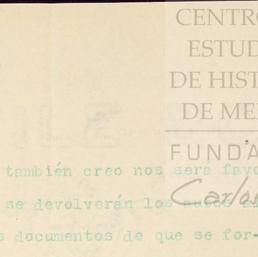 CENTRO
ESTUD
DE HIST
DE ME
FUNDA
también creo nos será favo
Carlos
se devolverán los
s documentos de que se for-